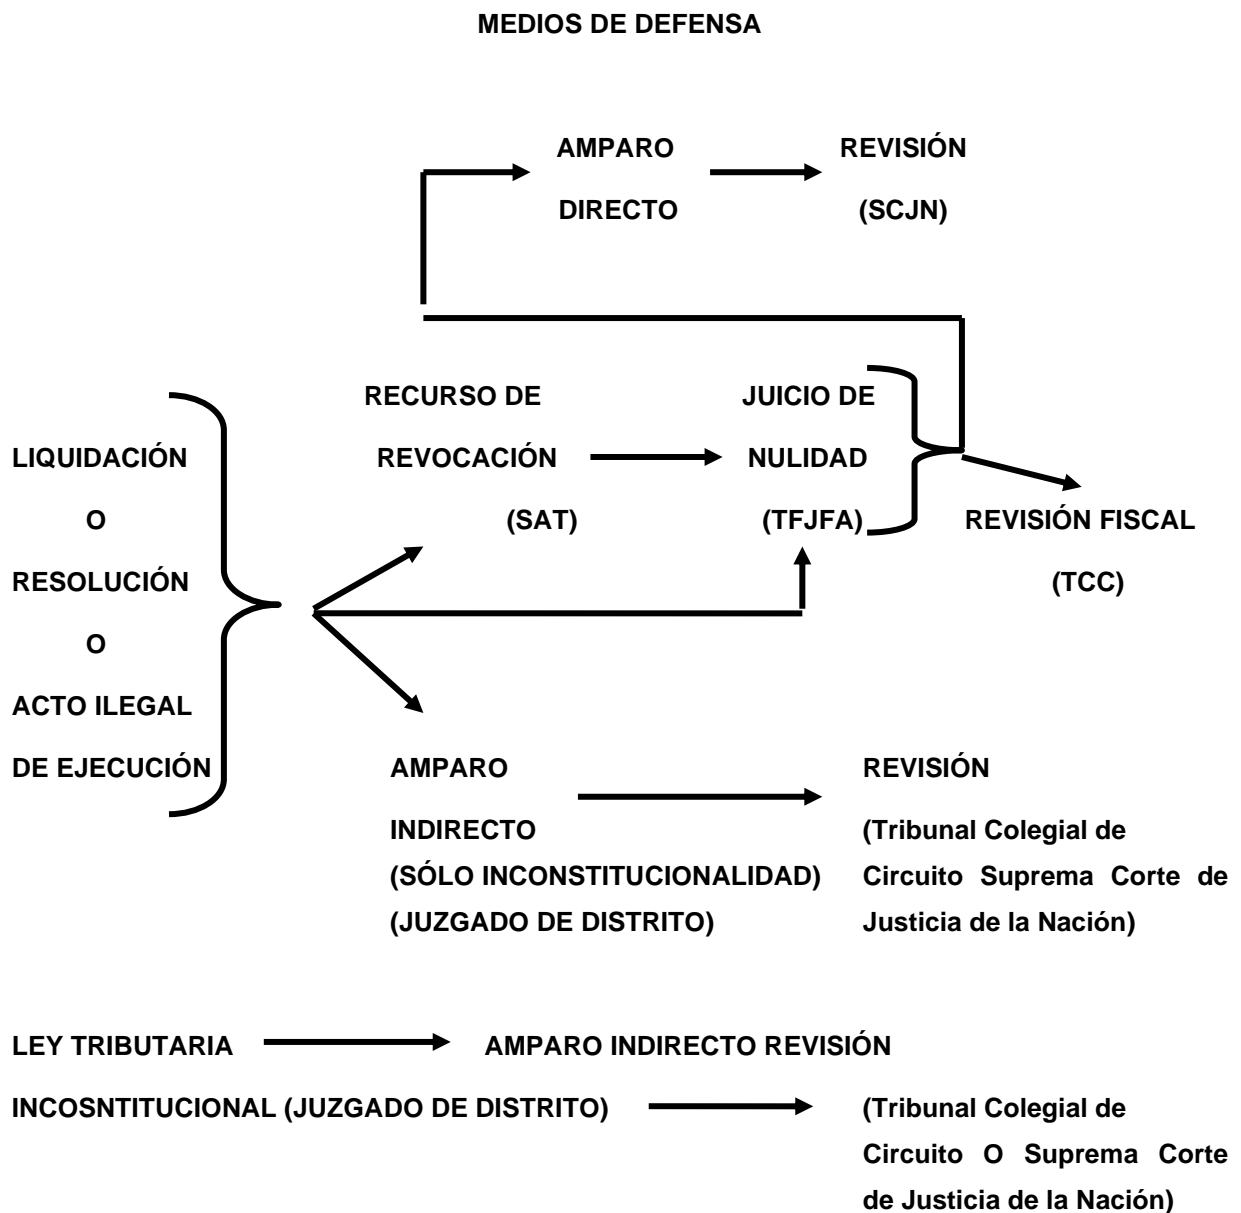 MEDIOS DE DEFENSA
AMPARO
DIRECTO
REVISIÓN
(SCJN)
RECURSO DE
REVOCACIÓN
(SAT)
JUICIO DE
NULIDAD
(TFJFA)
REVISIÓN FISCAL
(TCC)
LIQUIDACIÓN
O
RESOLUCIÓN
O
ACTO ILEGAL
DE EJECUCIÓN
AMPARO
INDIRECTO
(SÓLO INCONSTITUCIONALIDAD)
(JUZGADO DE DISTRITO)
REVISIÓN
(Tribunal Colegial de
Circuito Suprema Corte de
Justicia de la Nación)
LEY TRIBUTARIA
AMPARO INDIRECTO REVISIÓN
INCOSNTITUCIONAL (JUZGADO DE DISTRITO)
(Tribunal Colegial de
Circuito O Suprema Corte
de Justicia de la Nación)